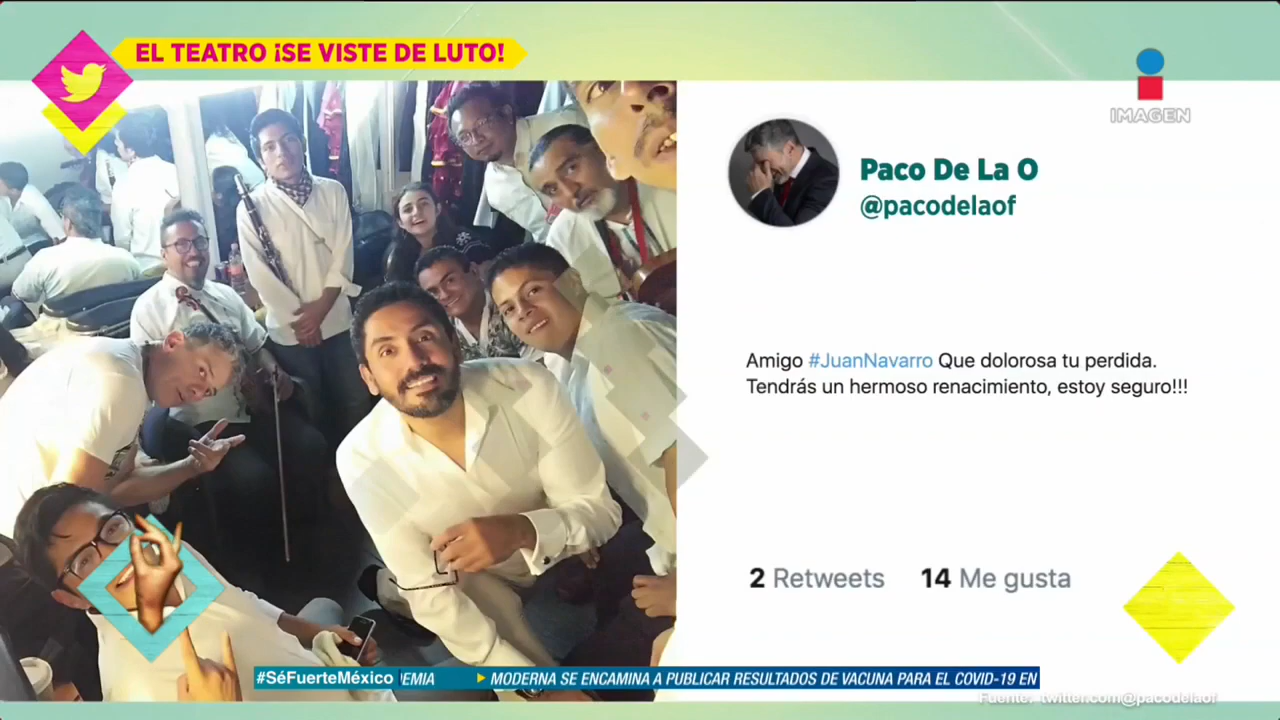 EL TEATRO ¡SE VISTE DE LUTO!
IMAGEN
Paco De La O
@pacodelaof
Amigo #JuanNavarro Que dolorosa tu perdida.
Tendrás un hermoso renacimiento, estoy seguro!!!
2 Retweets 14 Me gusta
#SéFuerteMéxico EMIA MODERNA SE ENCAMINA A PUBLICAR RESULTADOS DE VACUNA PARA EL COVID-19 EN
Fuente: twitter.com@pacodelaof